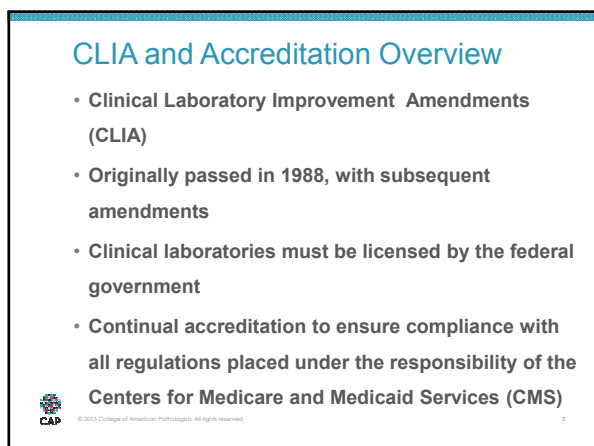 CLIA and Accreditation Overview
• Clinical Laboratory Improvement Amendments
(CLIA)
• Originally passed in 1988, with subsequent
amendments
• Clinical laboratories must be licensed by the federal
government
• Continual accreditation to ensure compliance with
all regulations placed under the responsibility of the
Centers for Medicare and Medicaid Services (CMS)
CAP
© 2015 College of American Pathologists. All rights reserved.
3